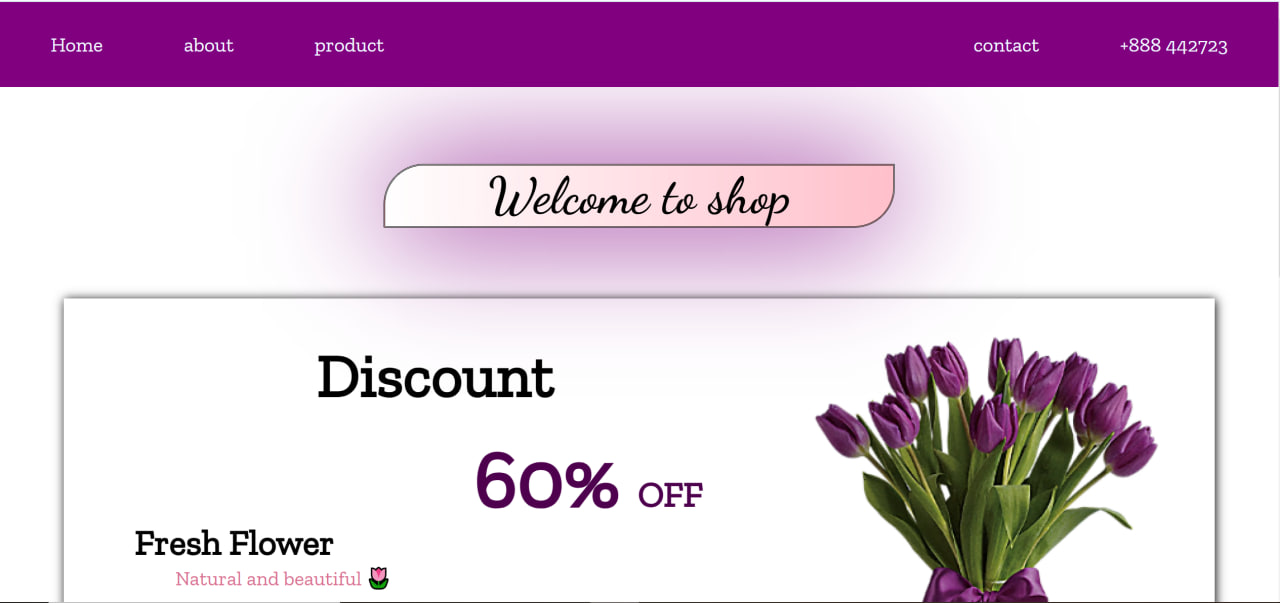 Home about product contact +888 442723
Welcome to shop
Discount
60% OFF
Fresh Flower
Natural and beautiful 🌷